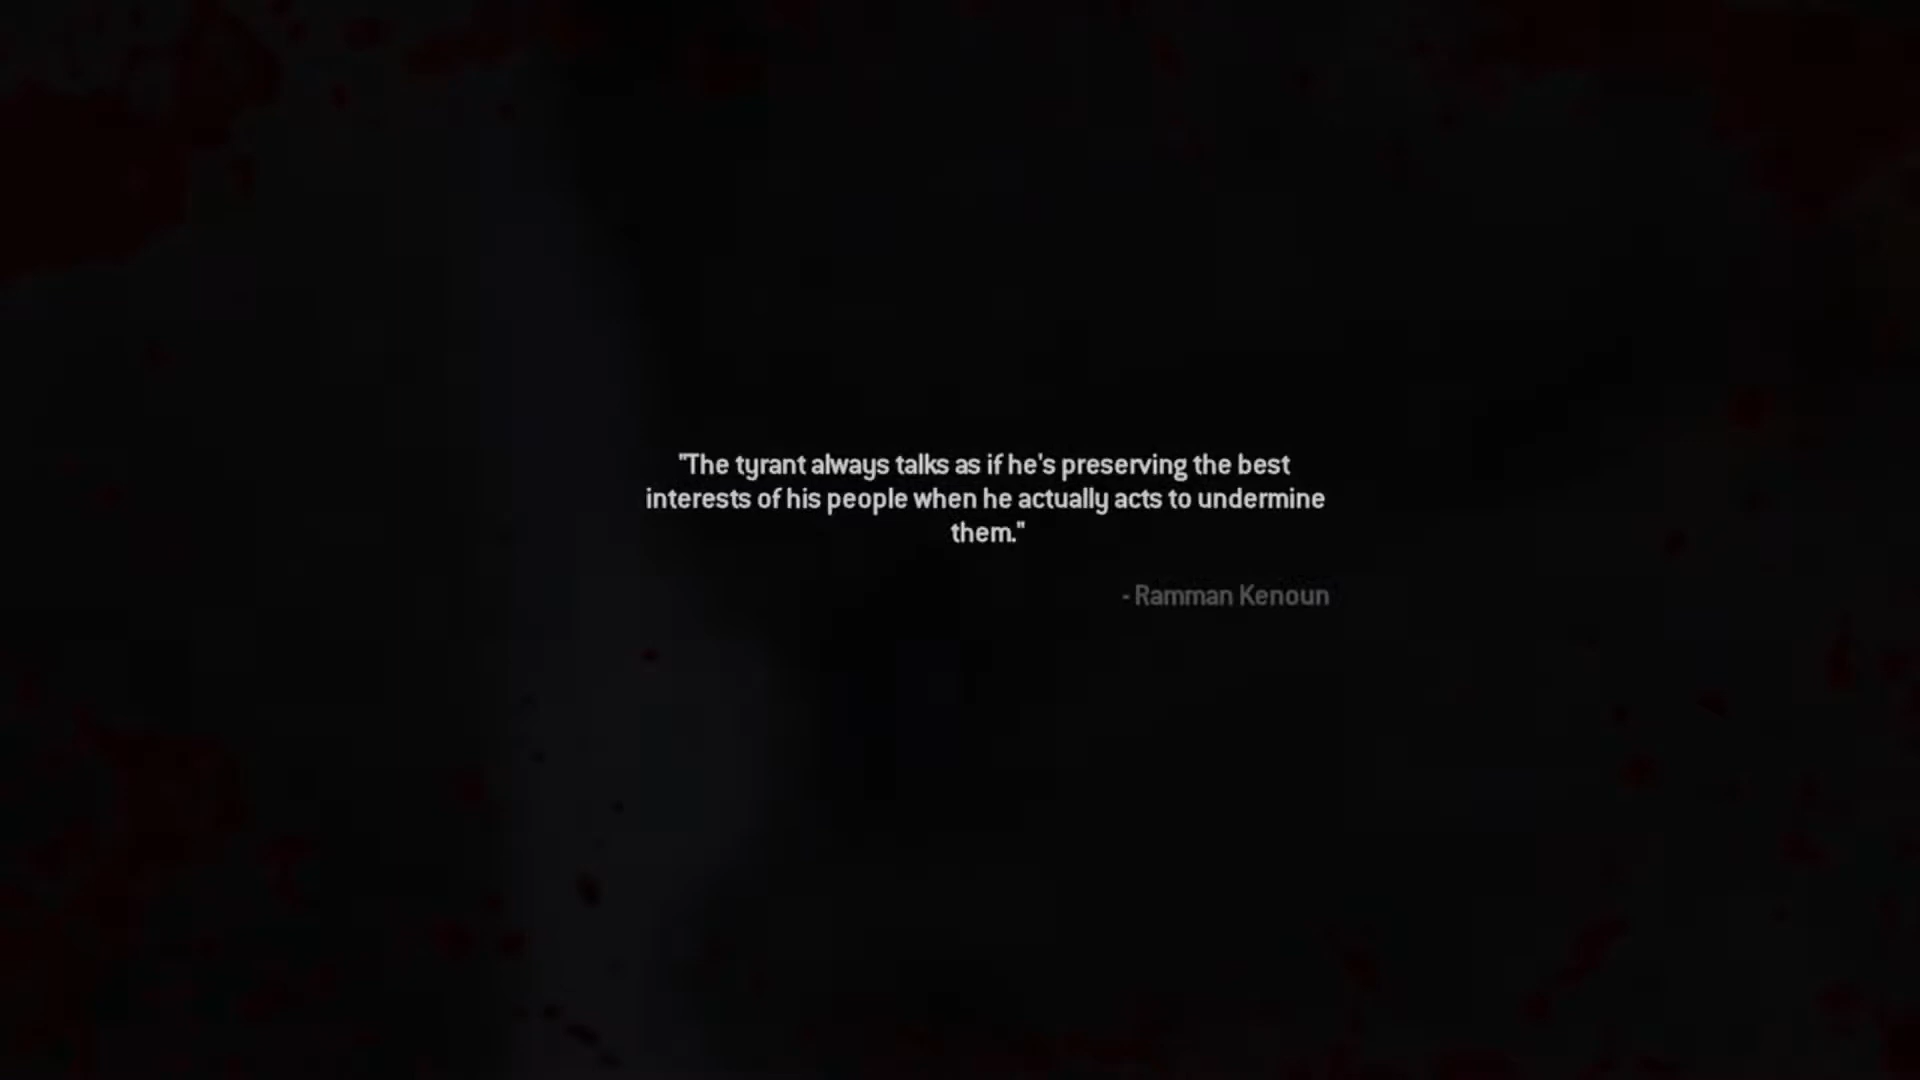 "The tyrant always talks as if he's preserving the best
interests of his people when he actually acts to undermine
them."
- Ramman Kenoun